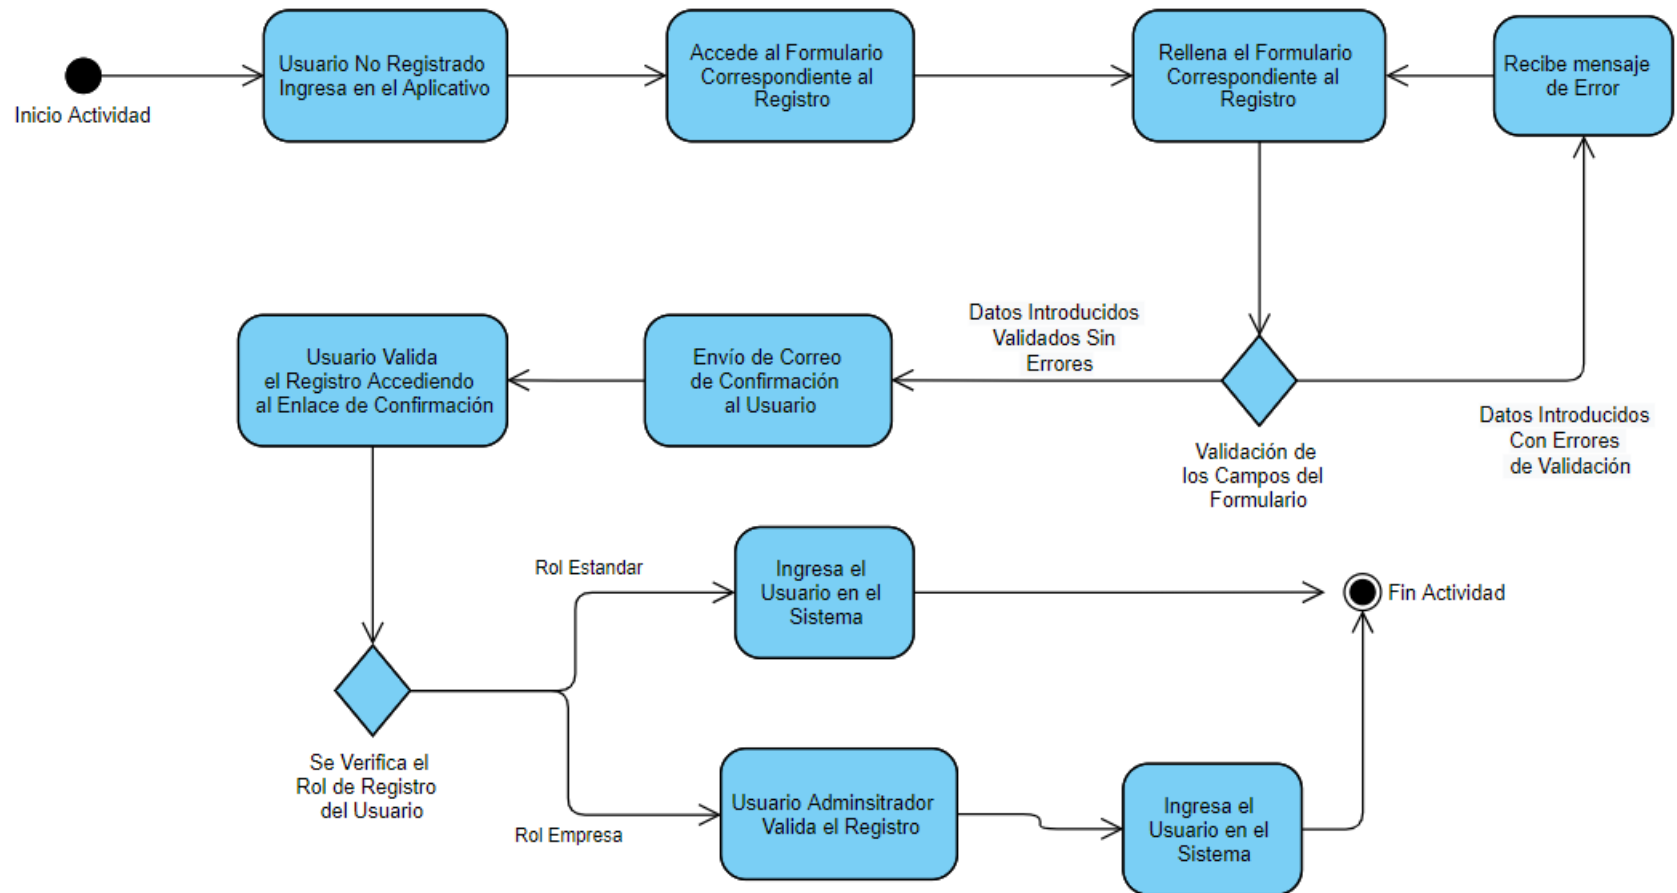 Inicio Actividad
Usuario No Registrado
Ingresa en el Aplicativo
Accede al Formulario
Correspondiente al
Registro
Rellena el Formulario
Correspondiente al
Registro
Recibe mensaje
de Error
Usuario Valida
el Registro Accediendo
al Enlace de Confirmación
Envío de Correo
de Confirmación
al Usuario
Datos Introducidos
Validados Sin
Errores
Validación de
los Campos del
Formulario
Datos Introducidos
Con Errores
de Validación
Se Verifica el
Rol de Registro
del Usuario
Rol Estandar
Ingresa el
Usuario en el
Sistema
Fin Actividad
Rol Empresa
Usuario Adminsitrador
Valida el Registro
Ingresa el
Usuario en el
Sistema